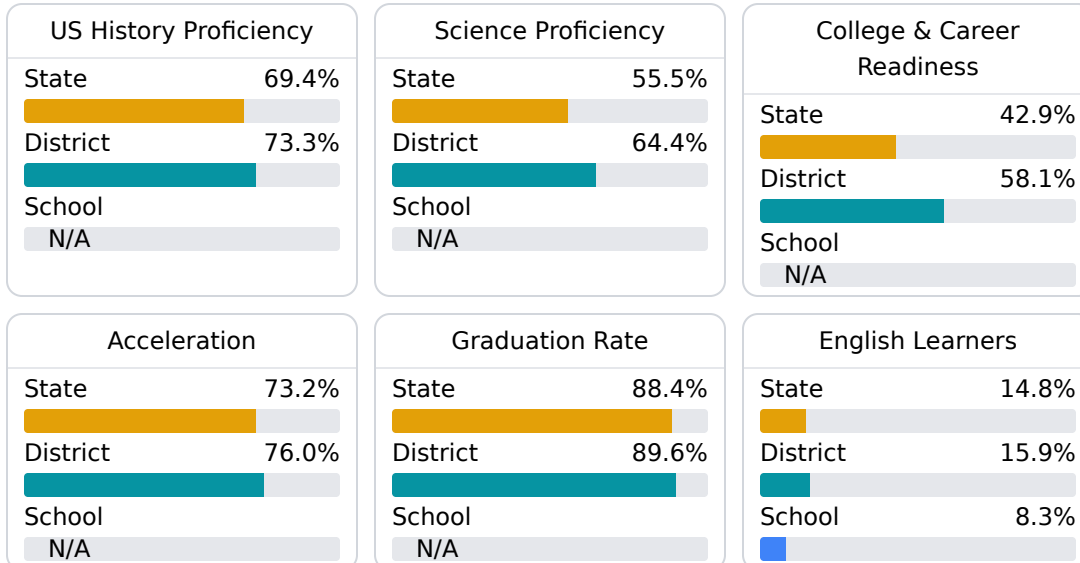 US History Proficiency
State 69.4%
District 73.3%
School
N/A
Science Proficiency
State 55.5%
District 64.4%
School
N/A
College & Career
Readiness
State 42.9%
District 58.1%
School
N/A
Acceleration
State 73.2%
District 76.0%
School
N/A
Graduation Rate
State 88.4%
District 89.6%
School
N/A
English Learners
State 14.8%
District 15.9%
School 8.3%